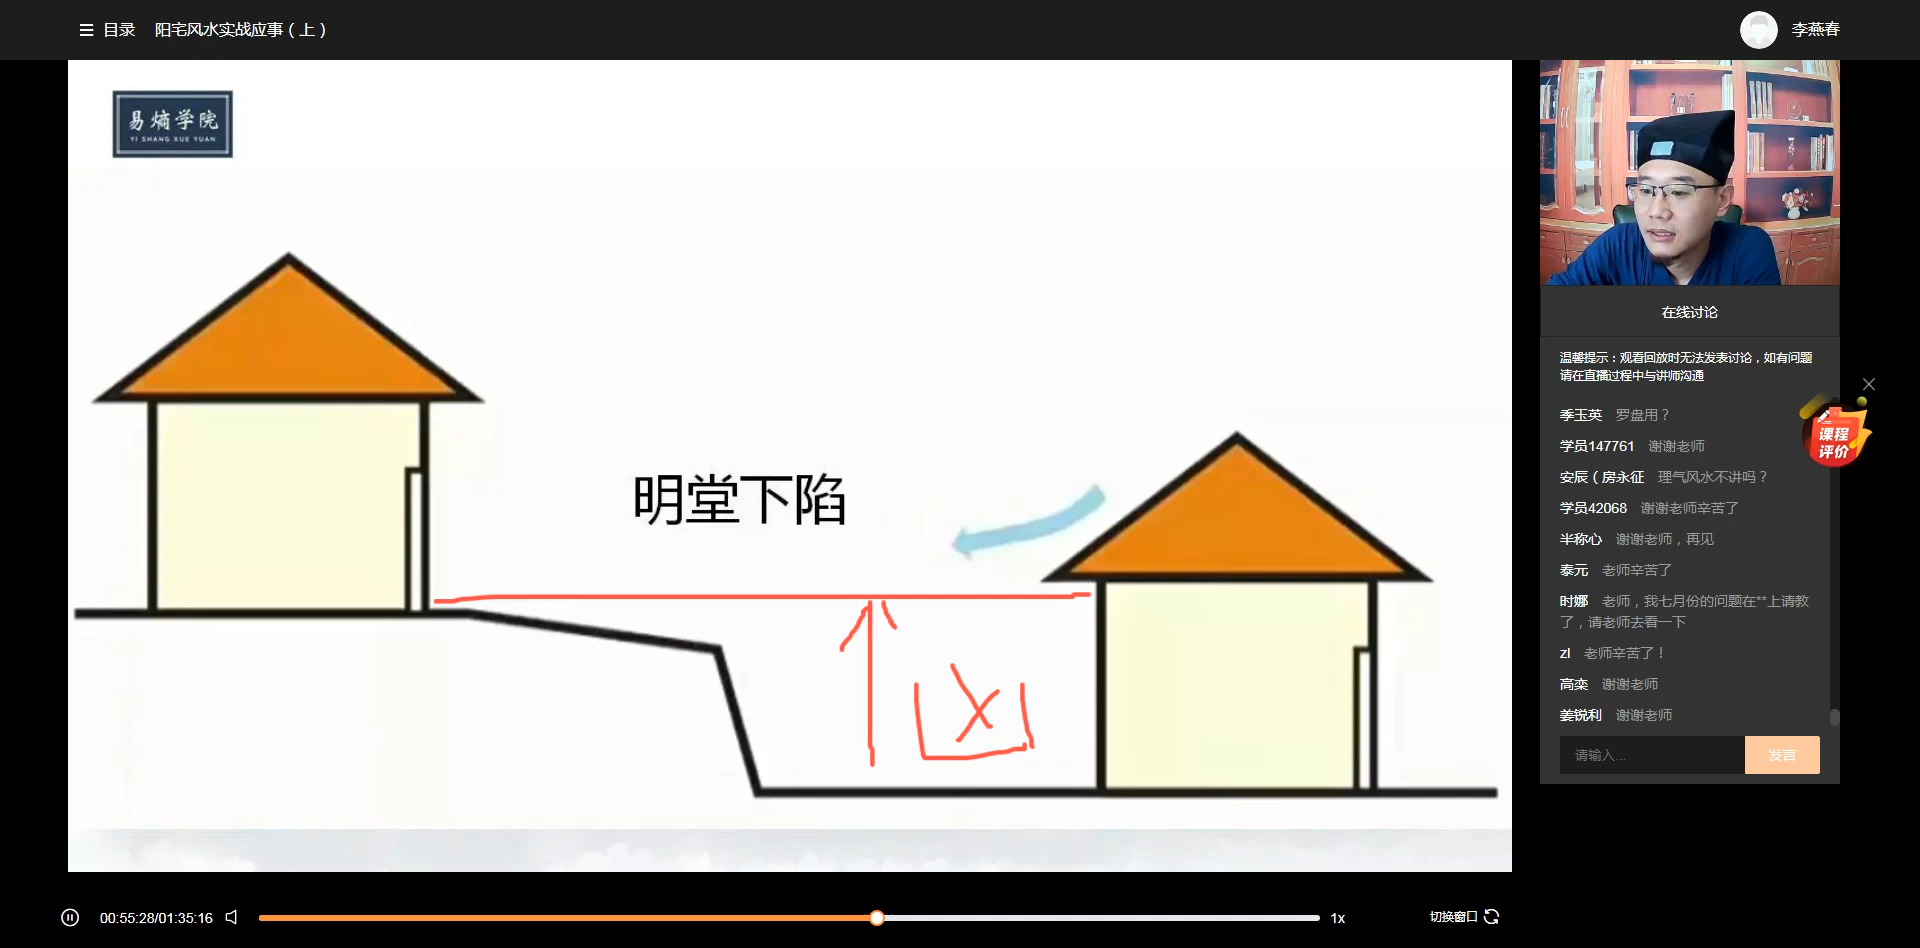 目录 阳宅风水实战应事（上）
李燕春
易熵学院
YI SHANG XUE YUAN
明堂下陷
在线讨论
温馨提示：观看回放时无法发表讨论，如有问题
请在直播过程中与讲师沟通
季玉英 罗盘用？
学员147761 谢谢老师
安辰（房永征 理气风水不讲吗？
学员42068 谢谢老师辛苦了
半称心 谢谢老师，再见
泰元 老师辛苦了
时娜 老师，我七月份的问题在**上请教
了，请老师去看一下
zl 老师辛苦了！
高栾 谢谢老师
姜锐利 谢谢老师
课程
评价
请输入...
发言
00:55:28/01:35:16
1x
切换窗口